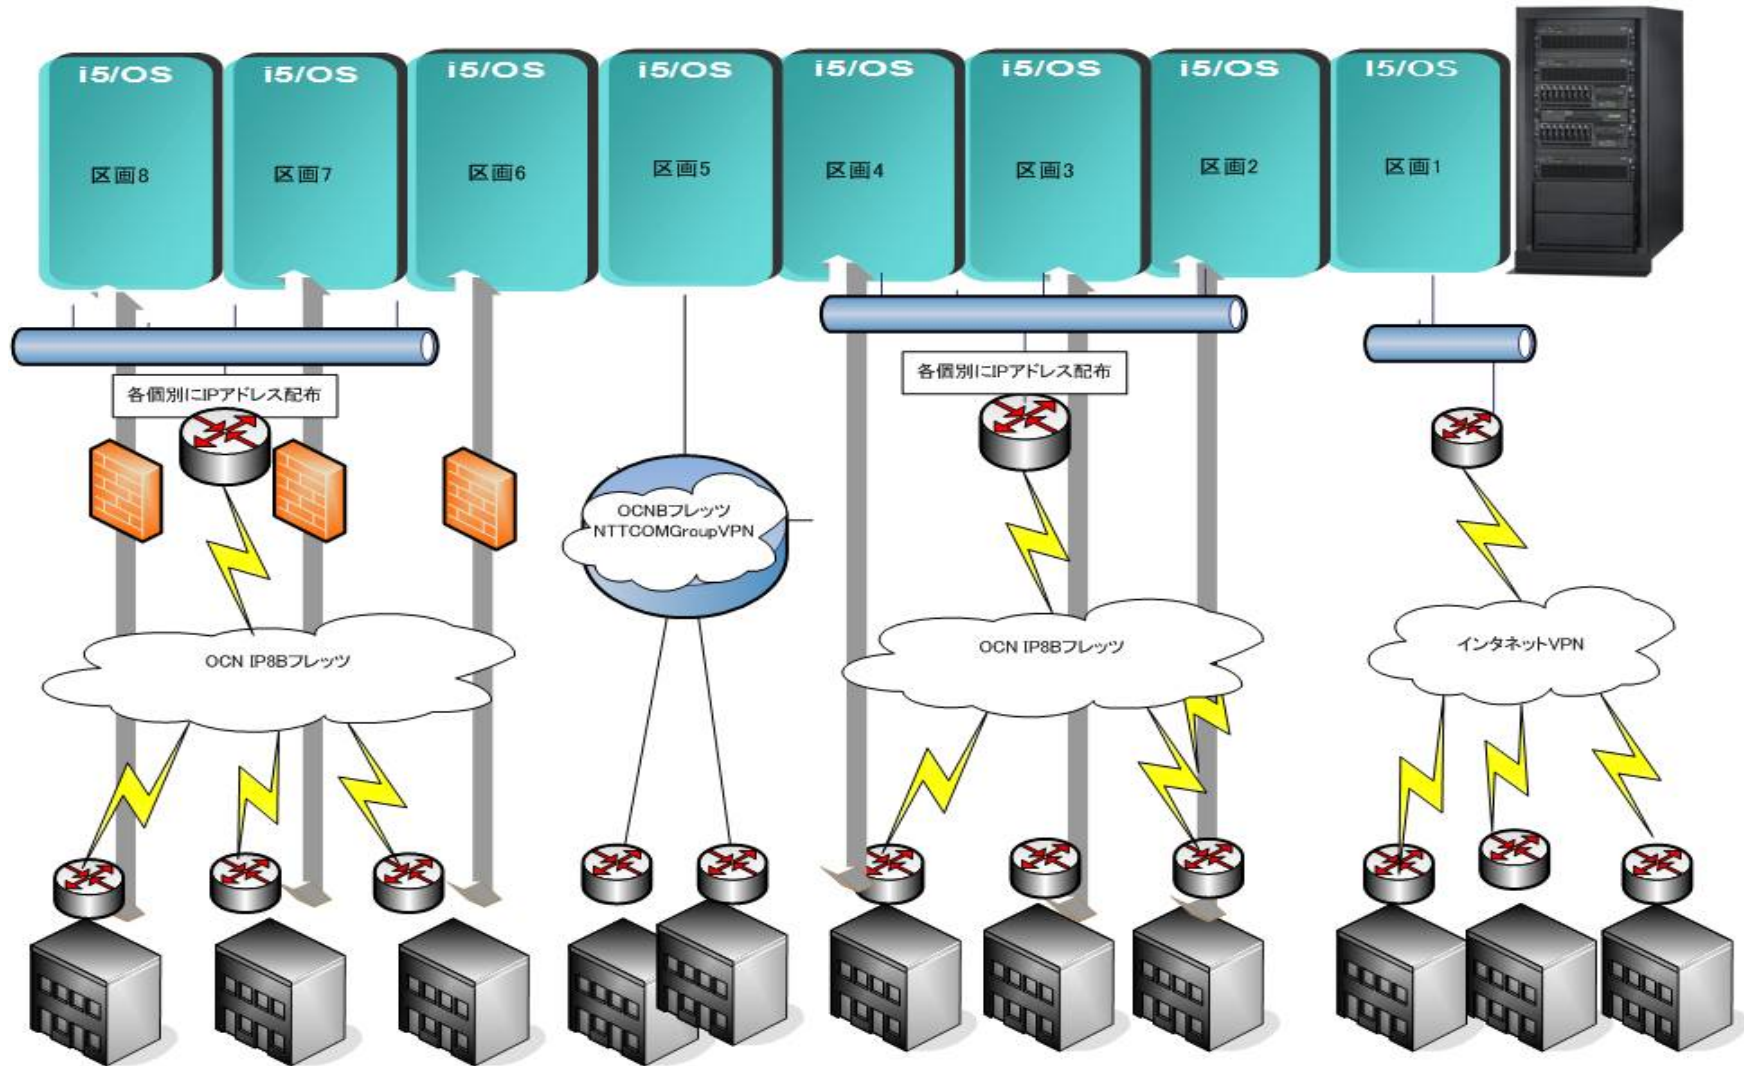 i5/OS
i5/OS
i5/OS
i5/OS
i5/OS
i5/OS
i5/OS
I5/OS
区画8
区画7
区画6
区画5
区画4
区画3
区画2
区画1
各個別にIPアドレス配布
各個別にIPアドレス配布
OCNBフレッツ
NTTCOMGroupVPN
OCN IP8Bフレッツ
OCN IP8Bフレッツ
インタネットVPN